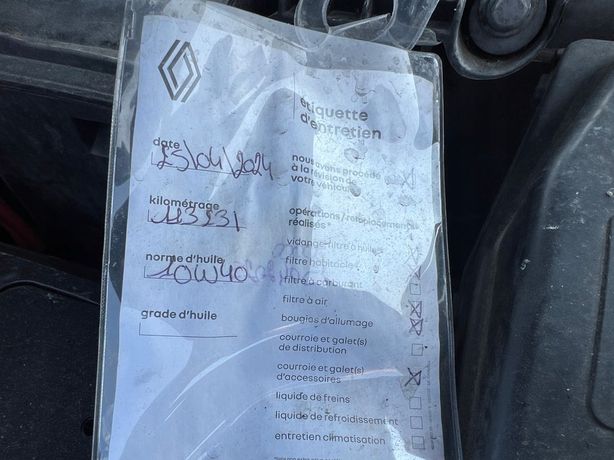 étiquette
d'entretien
date
25/04/2024
nous avons procédé
à la révision de
votre véhicule
kilométrage
113231
opérations/remplacements
réalisés*
vidange filtre à huile
norme d'huile
10W40
filtre habitacle
filtre à carburant
filtre à air
grade d'huile
bougies d'allumage
courroie et galet(s)
de distribution
courroie et galet(s)
d'accessoires
liquide de freins
liquide de refroidissement
entretien climatisation